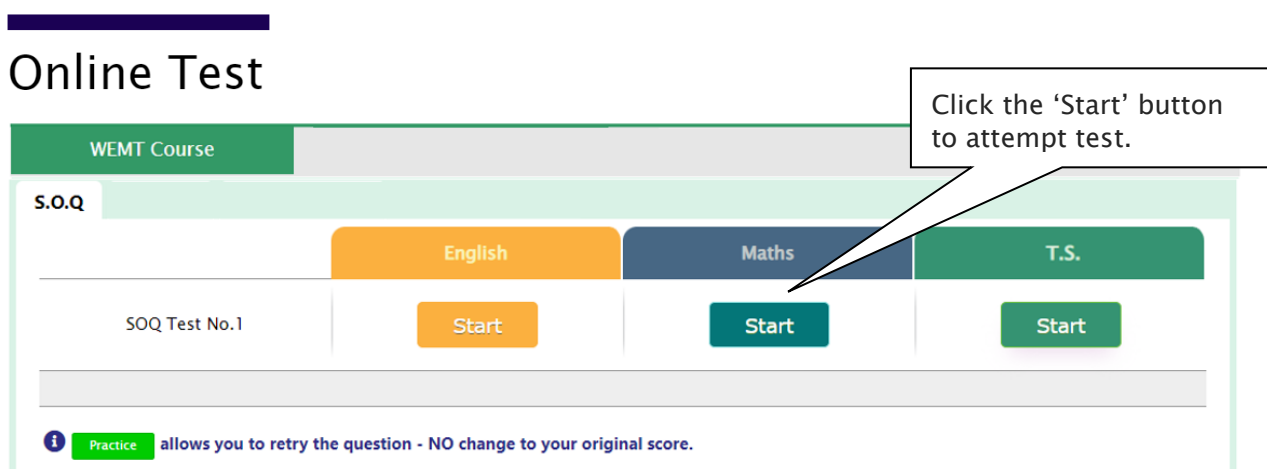 Online Test
Click the ‘Start’ button
to attempt test.
WEMT Course
S.O.Q
English Maths T.S.
SOQ Test No.1 Start Start Start
Practice allows you to retry the question - NO change to your original score.